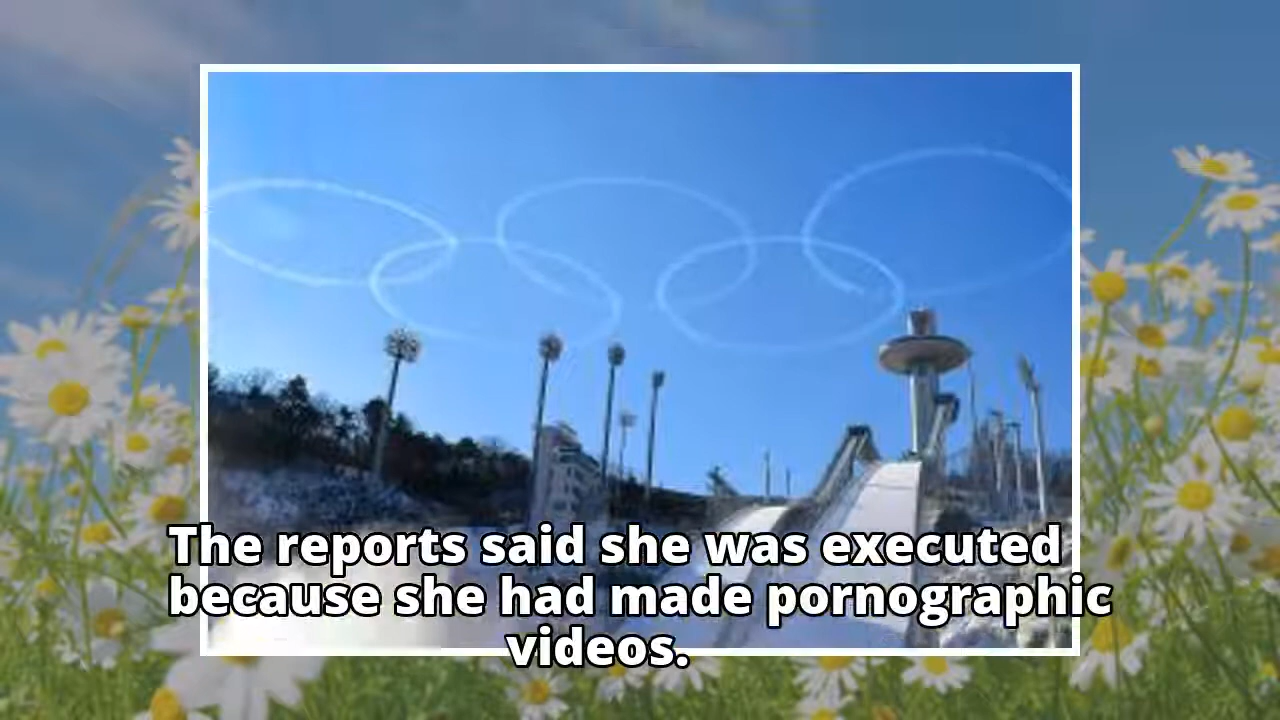 The reports said she was executed
because she had made pornographic
videos.